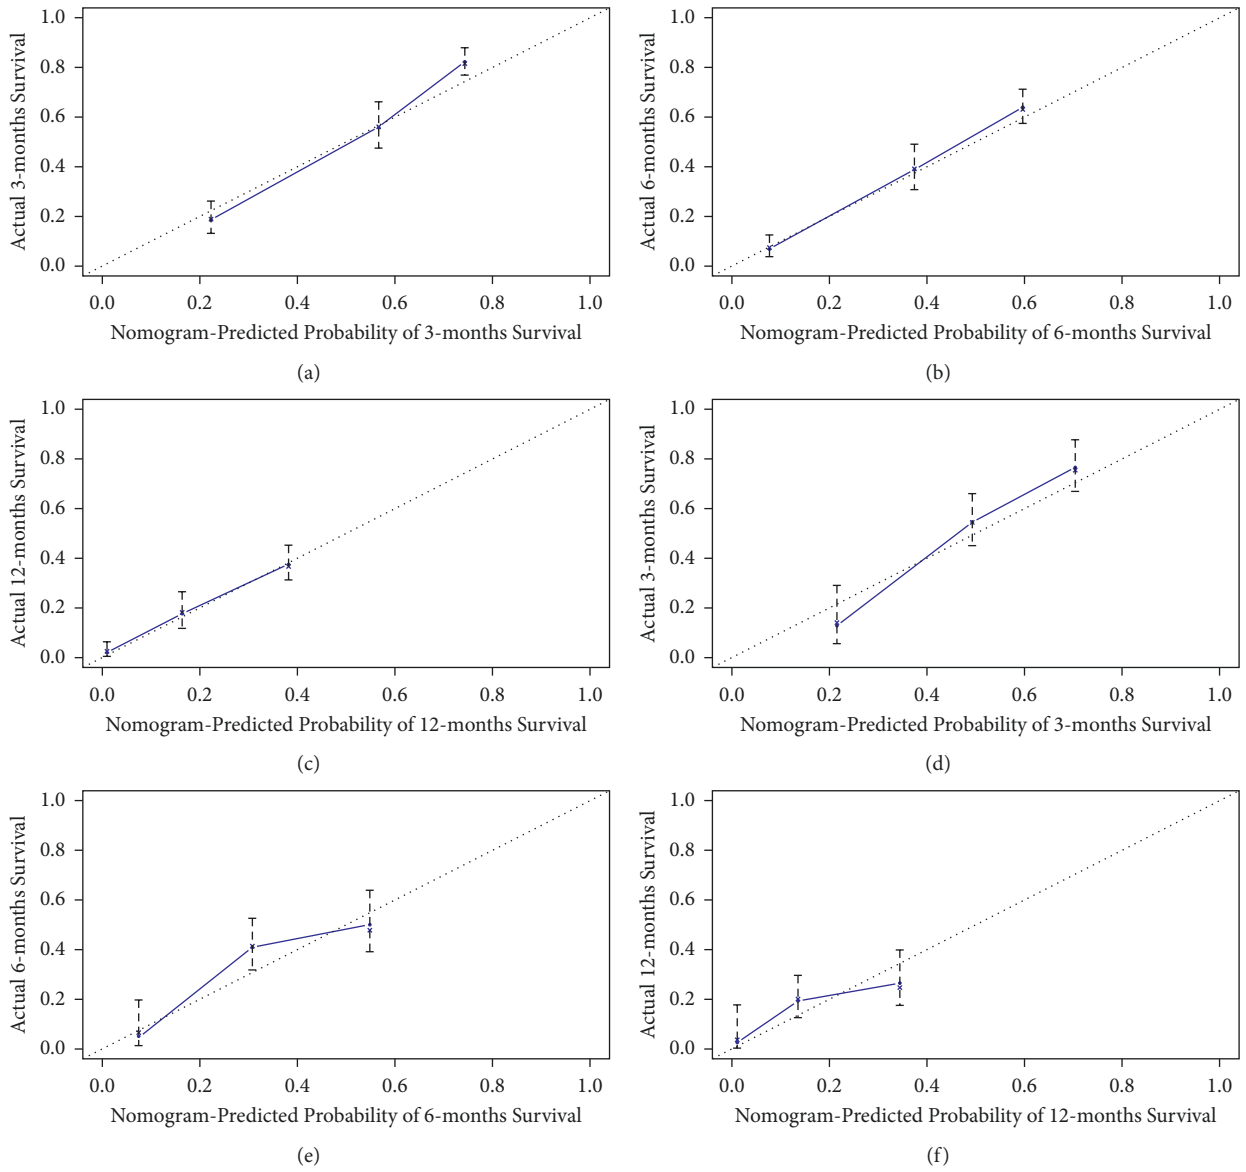 1.0
0.8
0.6
0.4
0.2
0.0
Actual 3-months Survival
0.0 0.2 0.4 0.6 0.8 1.0
Nomogram-Predicted Probability of 3-months Survival
(a)
1.0
0.8
0.6
0.4
0.2
0.0
Actual 6-months Survival
0.0 0.2 0.4 0.6 0.8 1.0
Nomogram-Predicted Probability of 6-months Survival
(b)
1.0
0.8
0.6
0.4
0.2
0.0
Actual 12-months Survival
0.0 0.2 0.4 0.6 0.8 1.0
Nomogram-Predicted Probability of 12-months Survival
(c)
1.0
0.8
0.6
0.4
0.2
0.0
Actual 3-months Survival
0.0 0.2 0.4 0.6 0.8 1.0
Nomogram-Predicted Probability of 3-months Survival
(d)
1.0
0.8
0.6
0.4
0.2
0.0
Actual 6-months Survival
0.0 0.2 0.4 0.6 0.8 1.0
Nomogram-Predicted Probability of 6-months Survival
(e)
1.0
0.8
0.6
0.4
0.2
0.0
Actual 12-months Survival
0.0 0.2 0.4 0.6 0.8 1.0
Nomogram-Predicted Probability of 12-months Survival
(f)